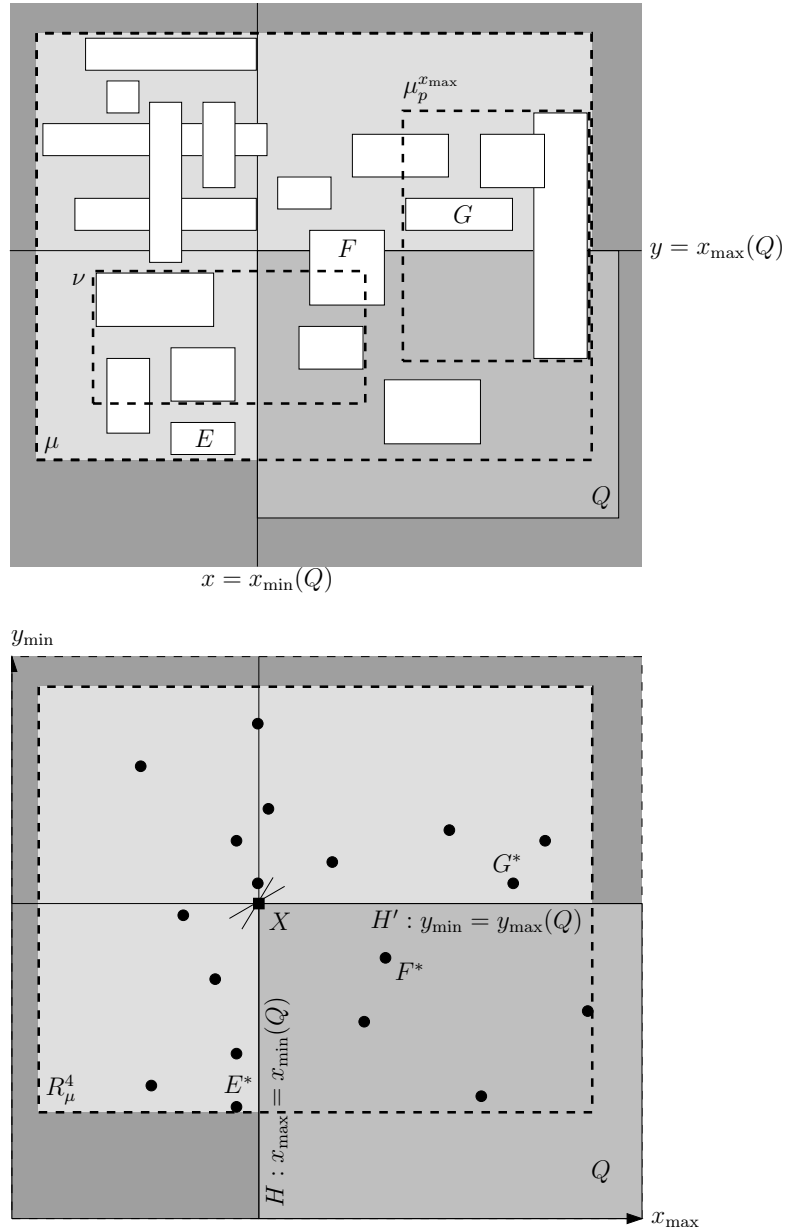 μ_p^{x_max}
G
F
y = x_max(Q)
ν
E
μ
Q
x = x_min(Q)
y_min
G*
X
H′ : y_min = y_max(Q)
F*
H : x_max = x_min(Q)
R_μ^4
E*
Q
x_max